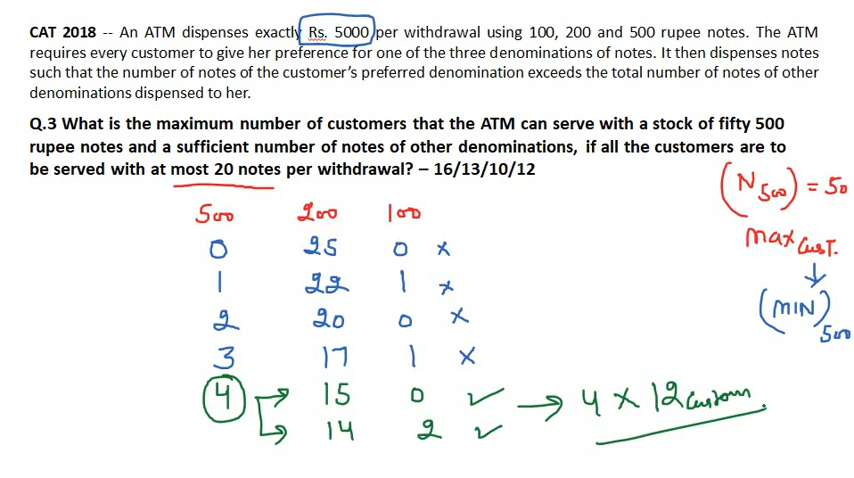 CAT 2018 -- An ATM dispenses exactly Rs. 5000 per withdrawal using 100, 200 and 500 rupee notes. The ATM
requires every customer to give her preference for one of the three denominations of notes. It then dispenses notes
such that the number of notes of the customer's preferred denomination exceeds the total number of notes of other
denominations dispensed to her.
Q.3 What is the maximum number of customers that the ATM can serve with a stock of fifty 500
rupee notes and a sufficient number of notes of other denominations, if all the customers are to
be served with at most 20 notes per withdrawal? – 16/13/10/12
(N500) = 50
500 200 100
Max Cust.
0 25 0 x
1 22 1 x
(MIN)500
2 20 0 x
3 17 1 x
4 15 0 ✓ → 4 x 12 Custom.
14 2 ✓